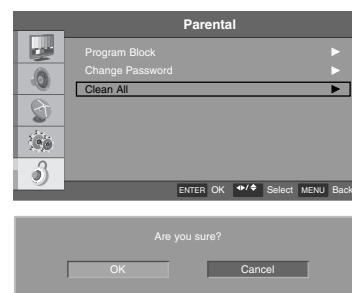 Parental
Program Block
Change Password
Clean All
ENTER OK Select MENU Back
Are you sure?
OK Cancel